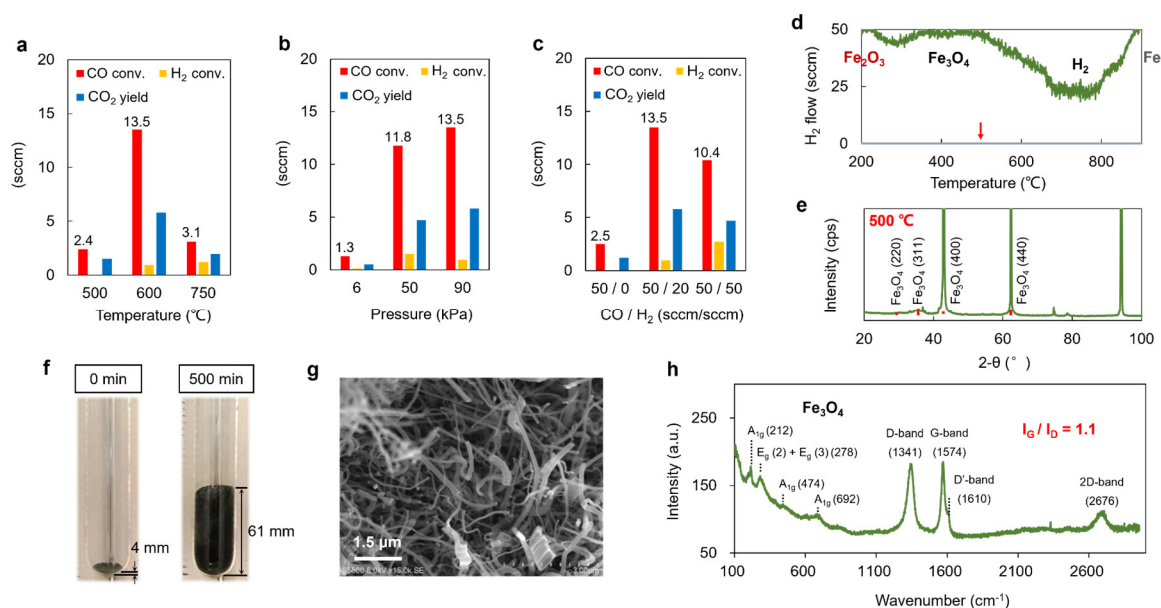 a
20
15
10
5
0
(sccm)
CO conv.
H₂ conv.
CO₂ yield
2.4
13.5
3.1
500
600
750
Temperature (℃)
b
20
15
10
5
0
(sccm)
CO conv.
H₂ conv.
CO₂ yield
1.3
11.8
13.5
6
50
90
Pressure (kPa)
c
20
15
10
5
0
(sccm)
CO conv.
H₂ conv.
CO₂ yield
2.5
13.5
10.4
50 / 0
50 / 20
50 / 50
CO / H₂ (sccm/sccm)
d
50
25
0
H₂ flow (sccm)
Fe₂O₃
Fe₃O₄
H₂
Fe
200
400
600
800
Temperature (℃)
e
500 ℃
Intensity (cps)
Fe₃O₄ (220)
Fe₃O₄ (311)
Fe₃O₄ (400)
Fe₃O₄ (440)
20
40
60
80
100
2-θ (°)
f
0 min
500 min
4 mm
61 mm
g
1.5 μm
3.00um
h
250
150
50
Intensity (a.u.)
Fe₃O₄
A₁g (212)
Eg (2) + Eg (3) (278)
A₁g (474)
A₁g (692)
D-band
(1341)
G-band
(1574)
D'-band
(1610)
I_G / I_D = 1.1
2D-band
(2676)
100
600
1100
1600
2100
2600
Wavenumber (cm⁻¹)